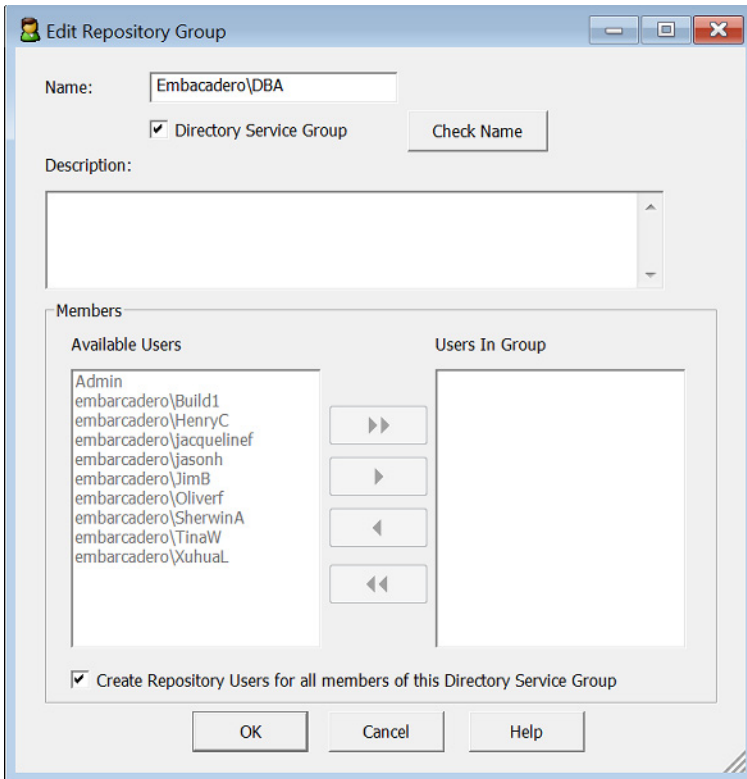 Edit Repository Group
Name:
Embacadero\DBA
Directory Service Group
Check Name
Description:
Members
Available Users
Users In Group
Admin
embarcadero\Build1
embarcadero\HenryC
embarcadero\jacquelinef
embarcadero\jasonh
embarcadero\JimB
embarcadero\Oliverf
embarcadero\SherwinA
embarcadero\TinaW
embarcadero\XuhuaL
Create Repository Users for all members of this Directory Service Group
OK
Cancel
Help